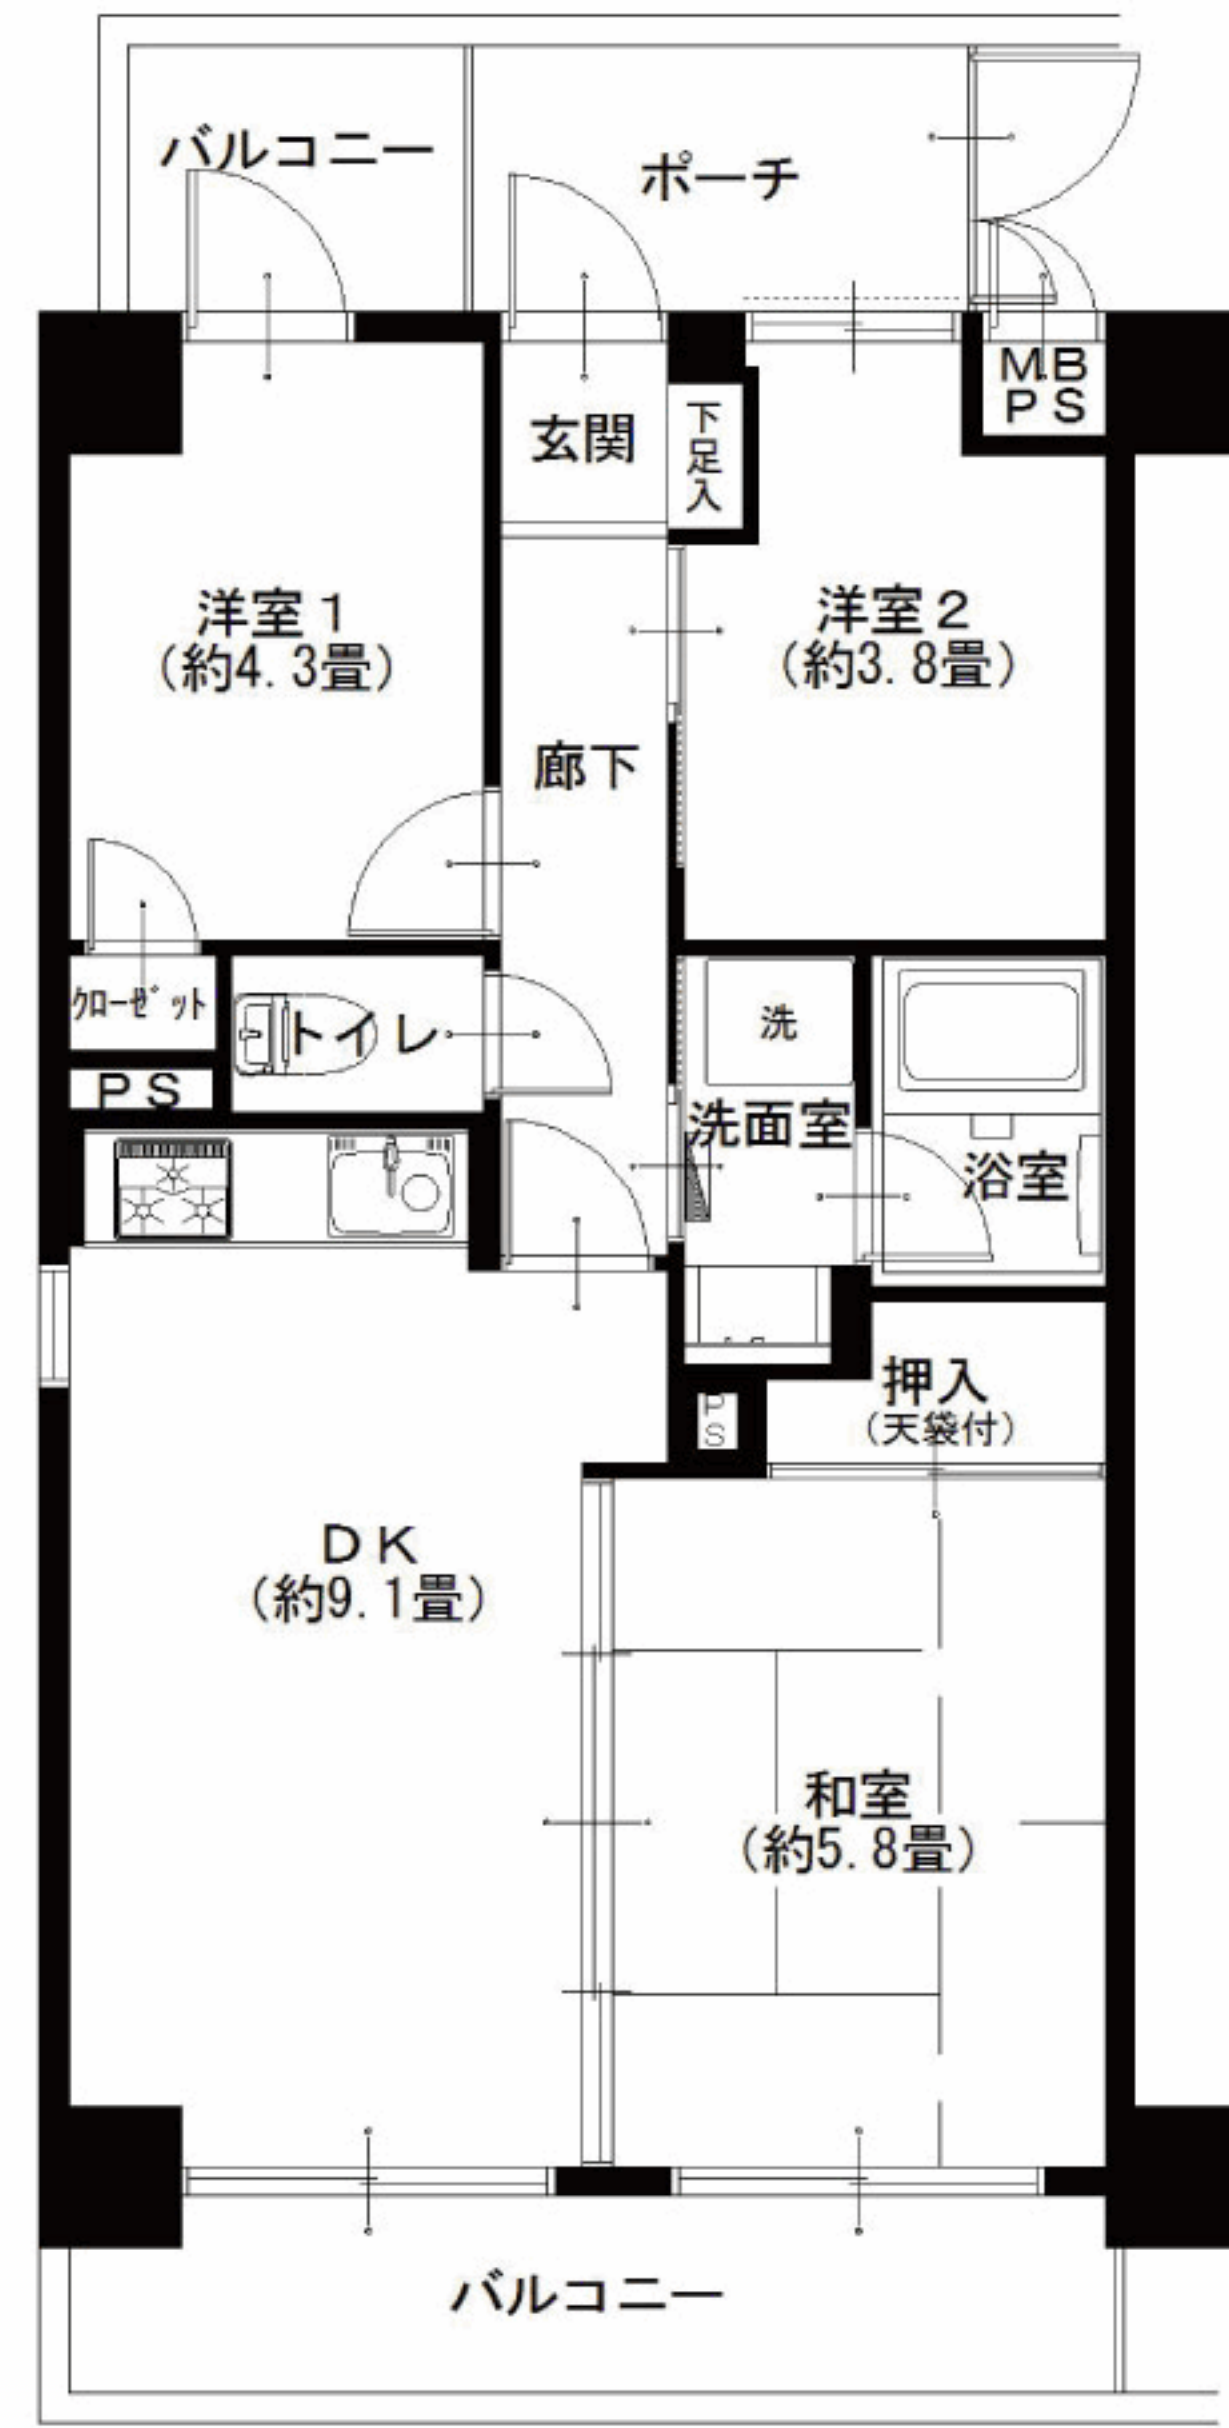 バルコニー
ポーチ
MB
PS
玄関
下足入
洋室1
(約4.3畳)
洋室2
(約3.8畳)
廊下
クローゼット
トイレ
洗
PS
洗面室
浴室
押入
(天袋付)
PS
DK
(約9.1畳)
和室
(約5.8畳)
バルコニー